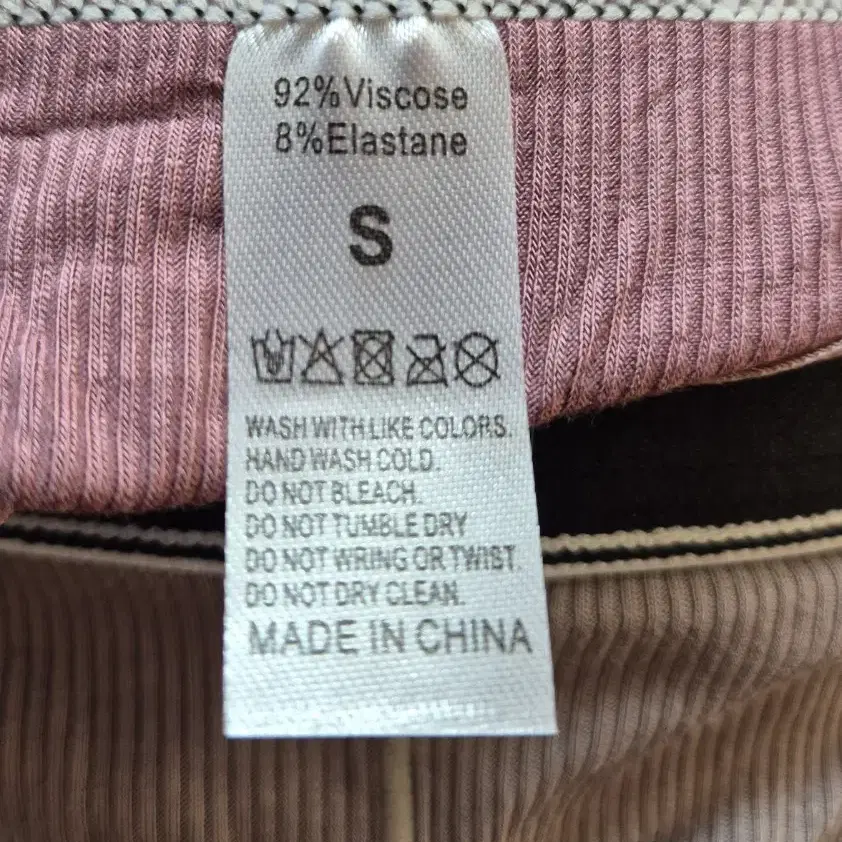 92%Viscose
8%Elastane
S
WASH WITH LIKE COLORS.
HAND WASH COLD.
DO NOT BLEACH.
DO NOT TUMBLE DRY
DO NOT WRING OR TWIST.
DO NOT DRY CLEAN.
MADE IN CHINA